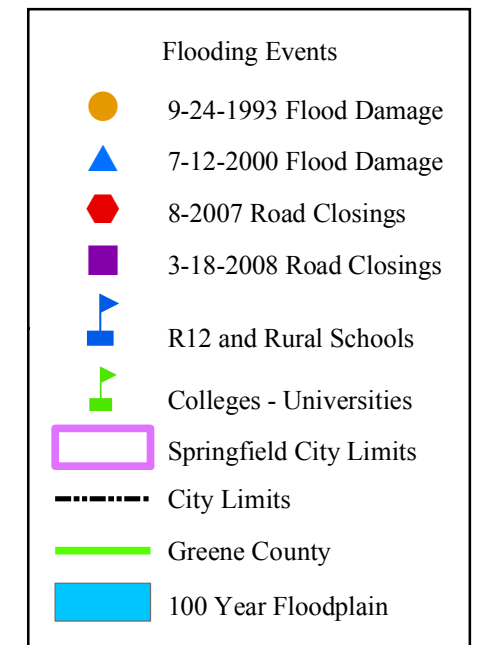 Flooding Events
9-24-1993 Flood Damage
7-12-2000 Flood Damage
8-2007 Road Closings
3-18-2008 Road Closings
R12 and Rural Schools
Colleges - Universities
Springfield City Limits
City Limits
Greene County
100 Year Floodplain